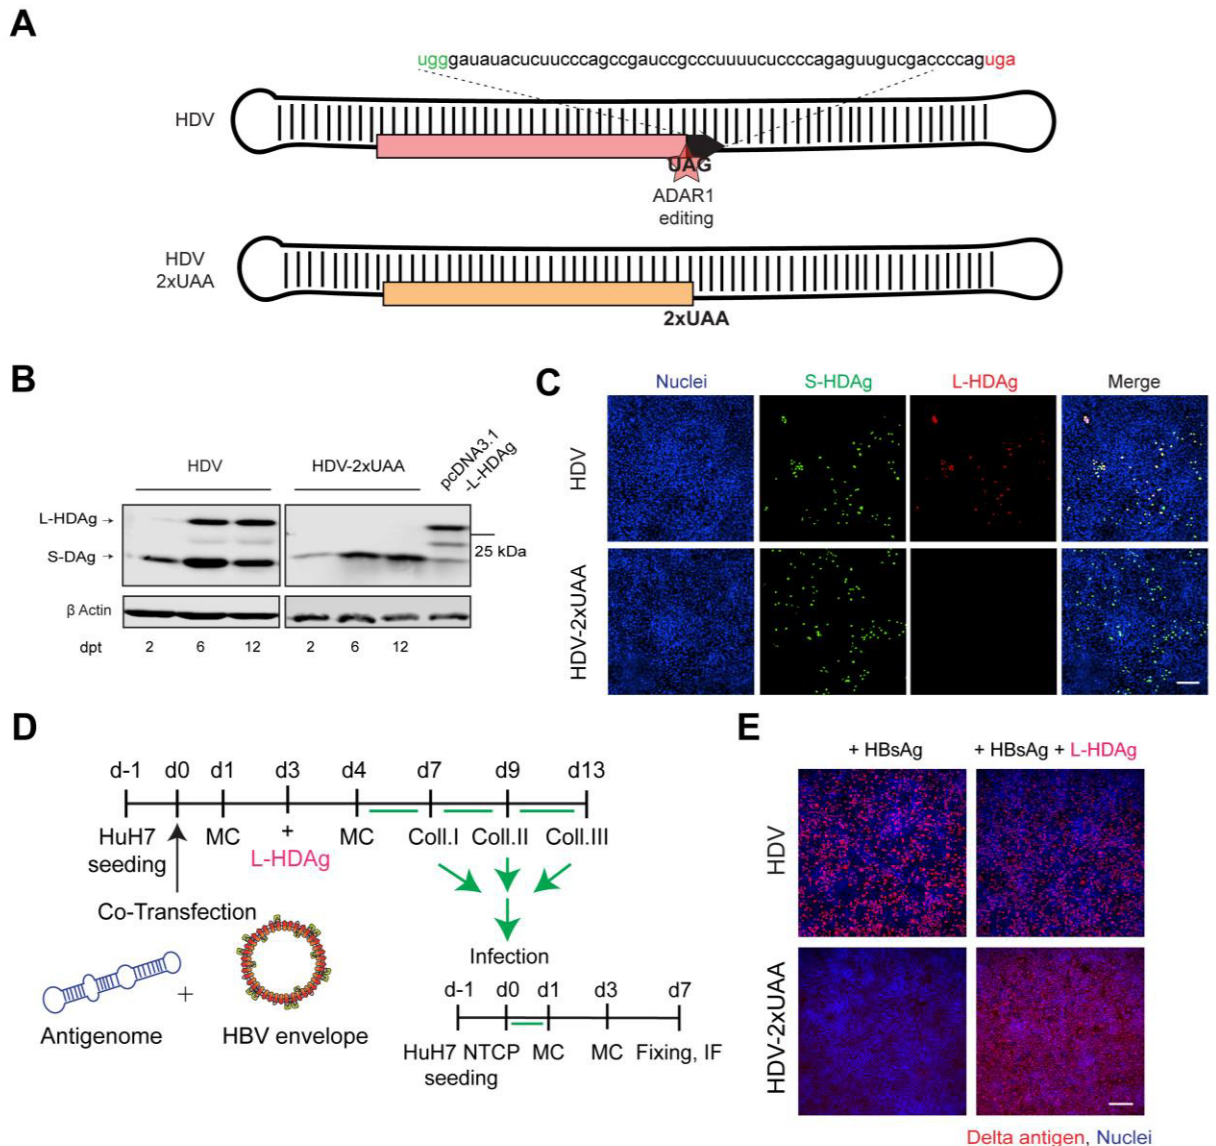 A
ugggauauacucuucccagccgauccgcccuuuucuccccagaguugucgaccccaguga
HDV
UAG
ADAR1
editing
HDV
2xUAA
2xUAA
B
HDV
HDV-2xUAA
pcDNA3.1
-L-HDAg
L-HDAg
S-DAg
25 kDa
β Actin
dpt 2 6 12 2 6 12
C
Nuclei S-HDAg L-HDAg Merge
HDV
HDV-2xUAA
D
d-1 d0 d1 d3 d4 d7 d9 d13
HuH7
seeding
MC
+
L-HDAg
MC
Coll.I Coll.II Coll.III
Co-Transfection
+
Antigenome
HBV envelope
Infection
d-1 d0 d1 d3 d7
HuH7 NTCP MC MC Fixing, IF
seeding
E
+ HBsAg + HBsAg + L-HDAg
HDV
HDV-2xUAA
Delta antigen, Nuclei